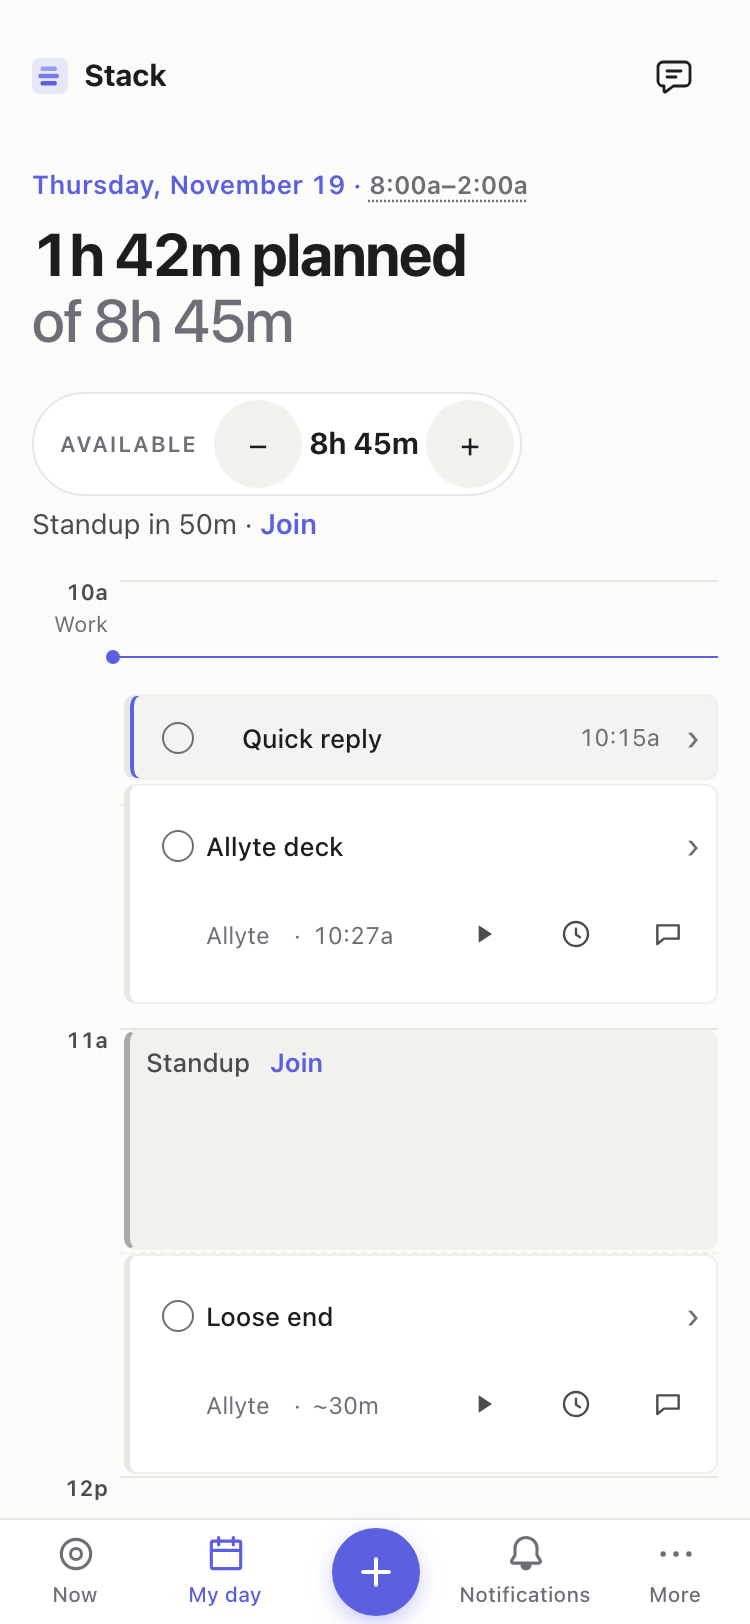 Stack
Thursday, November 19 · 8:00a–2:00a
1h 42m planned
of 8h 45m
AVAILABLE − 8h 45m +
Standup in 50m · Join
10a
Work
Quick reply 10:15a ›
Allyte deck ›
Allyte · 10:27a
11a
Standup Join
Loose end ›
Allyte · ~30m
12p
Now My day + Notifications More